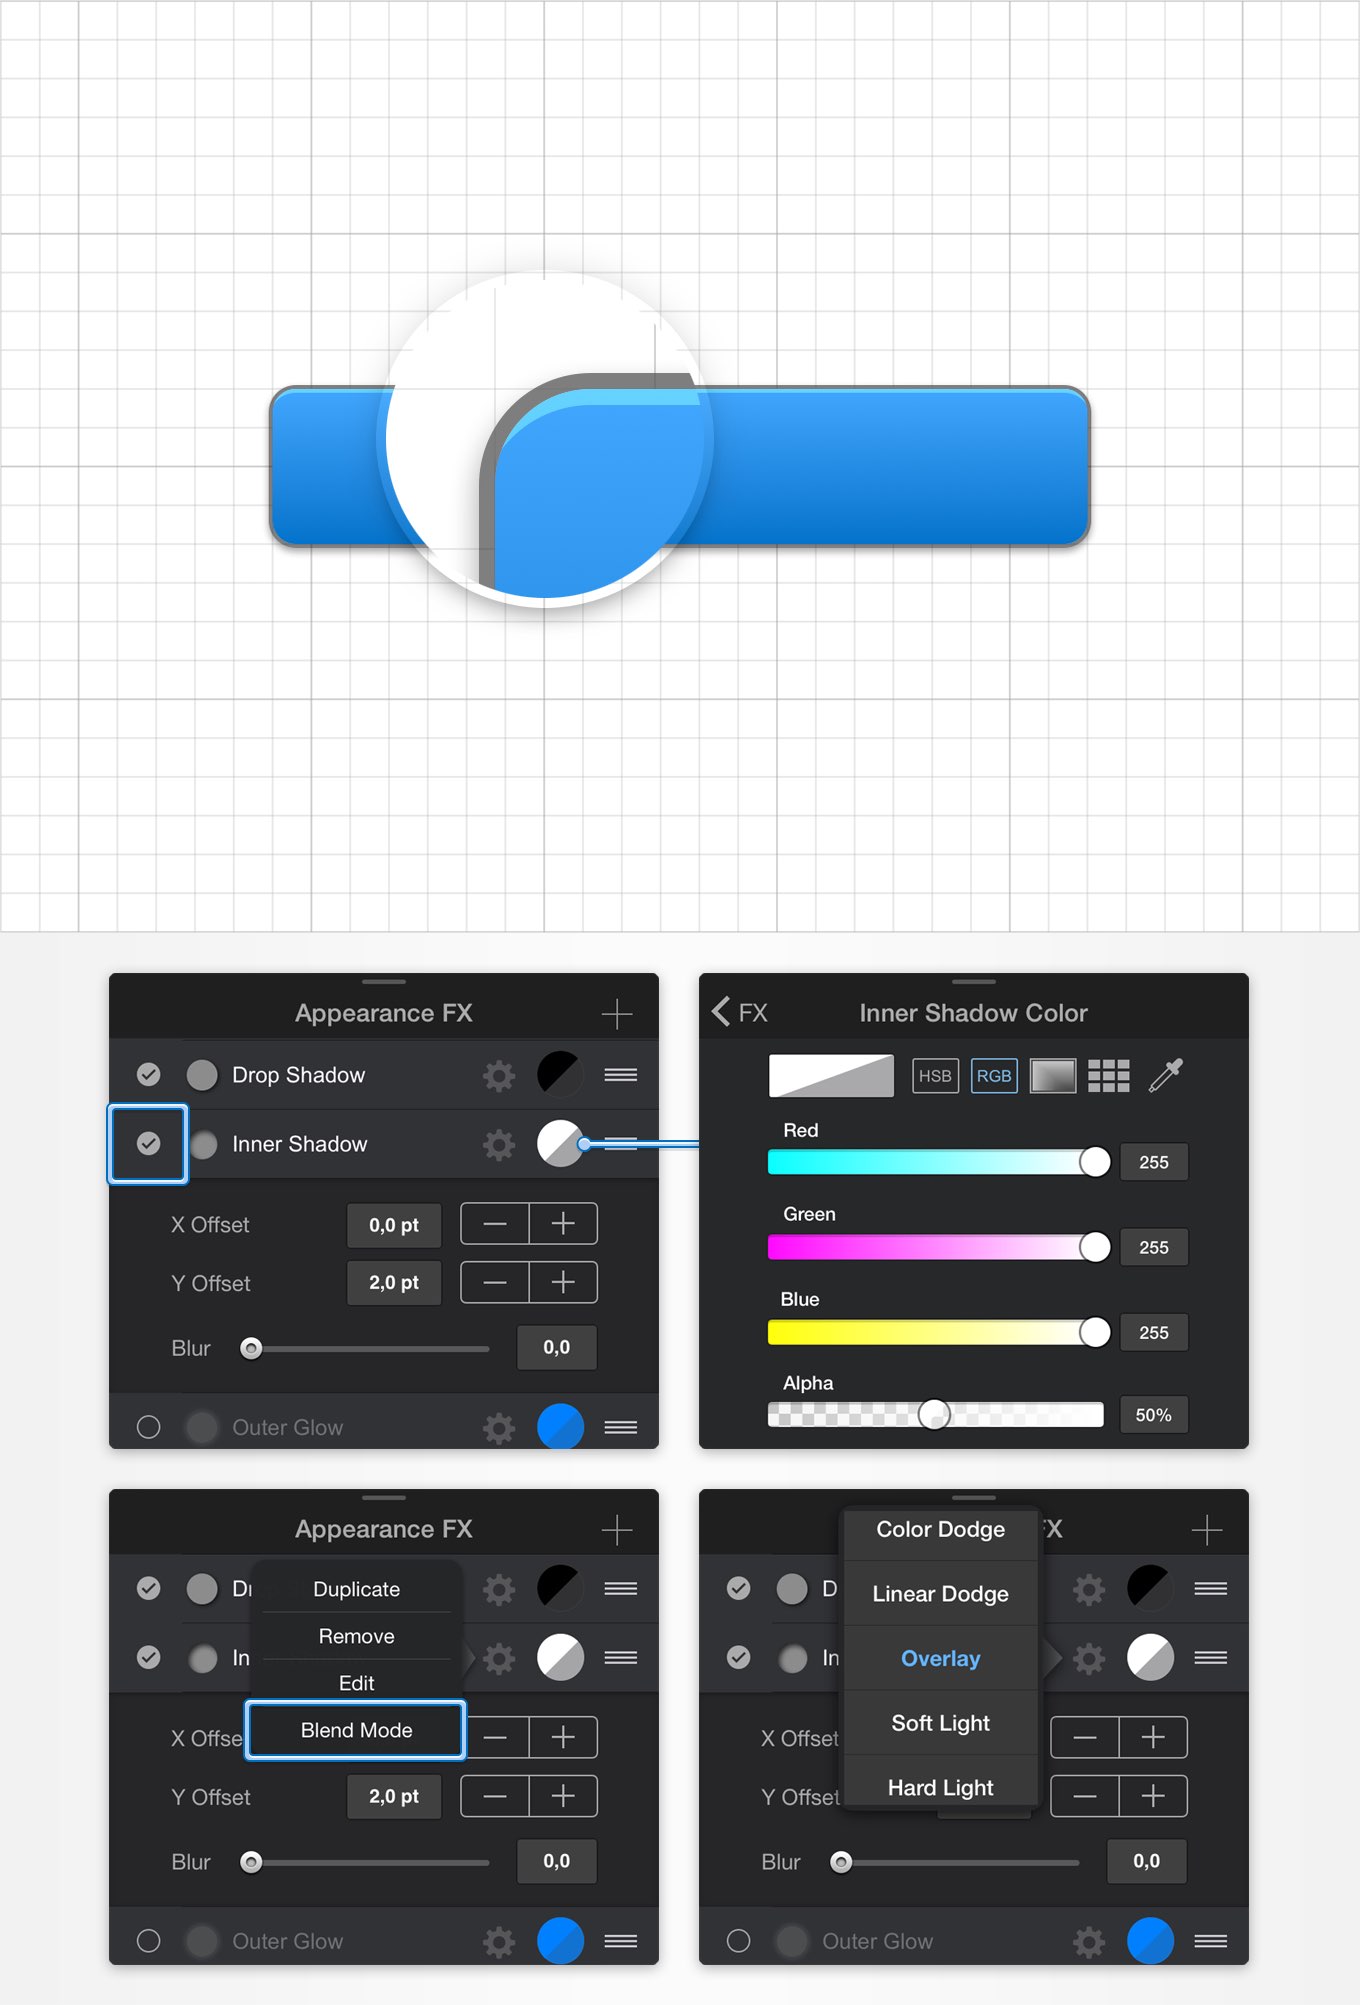 Appearance FX
Drop Shadow
Inner Shadow
X Offset
0,0 pt
Y Offset
2,0 pt
Blur
0,0
Outer Glow
FX
Inner Shadow Color
HSB
RGB
Red
255
Green
255
Blue
255
Alpha
50%
Appearance FX
Duplicate
Remove
In
Edit
X Offse
Blend Mode
Y Offset
2,0 pt
Blur
0,0
Outer Glow
Color Dodge
FX
D
Linear Dodge
In
Overlay
Soft Light
X Offset
Hard Light
Y Offset
Blur
0,0
Outer Glow